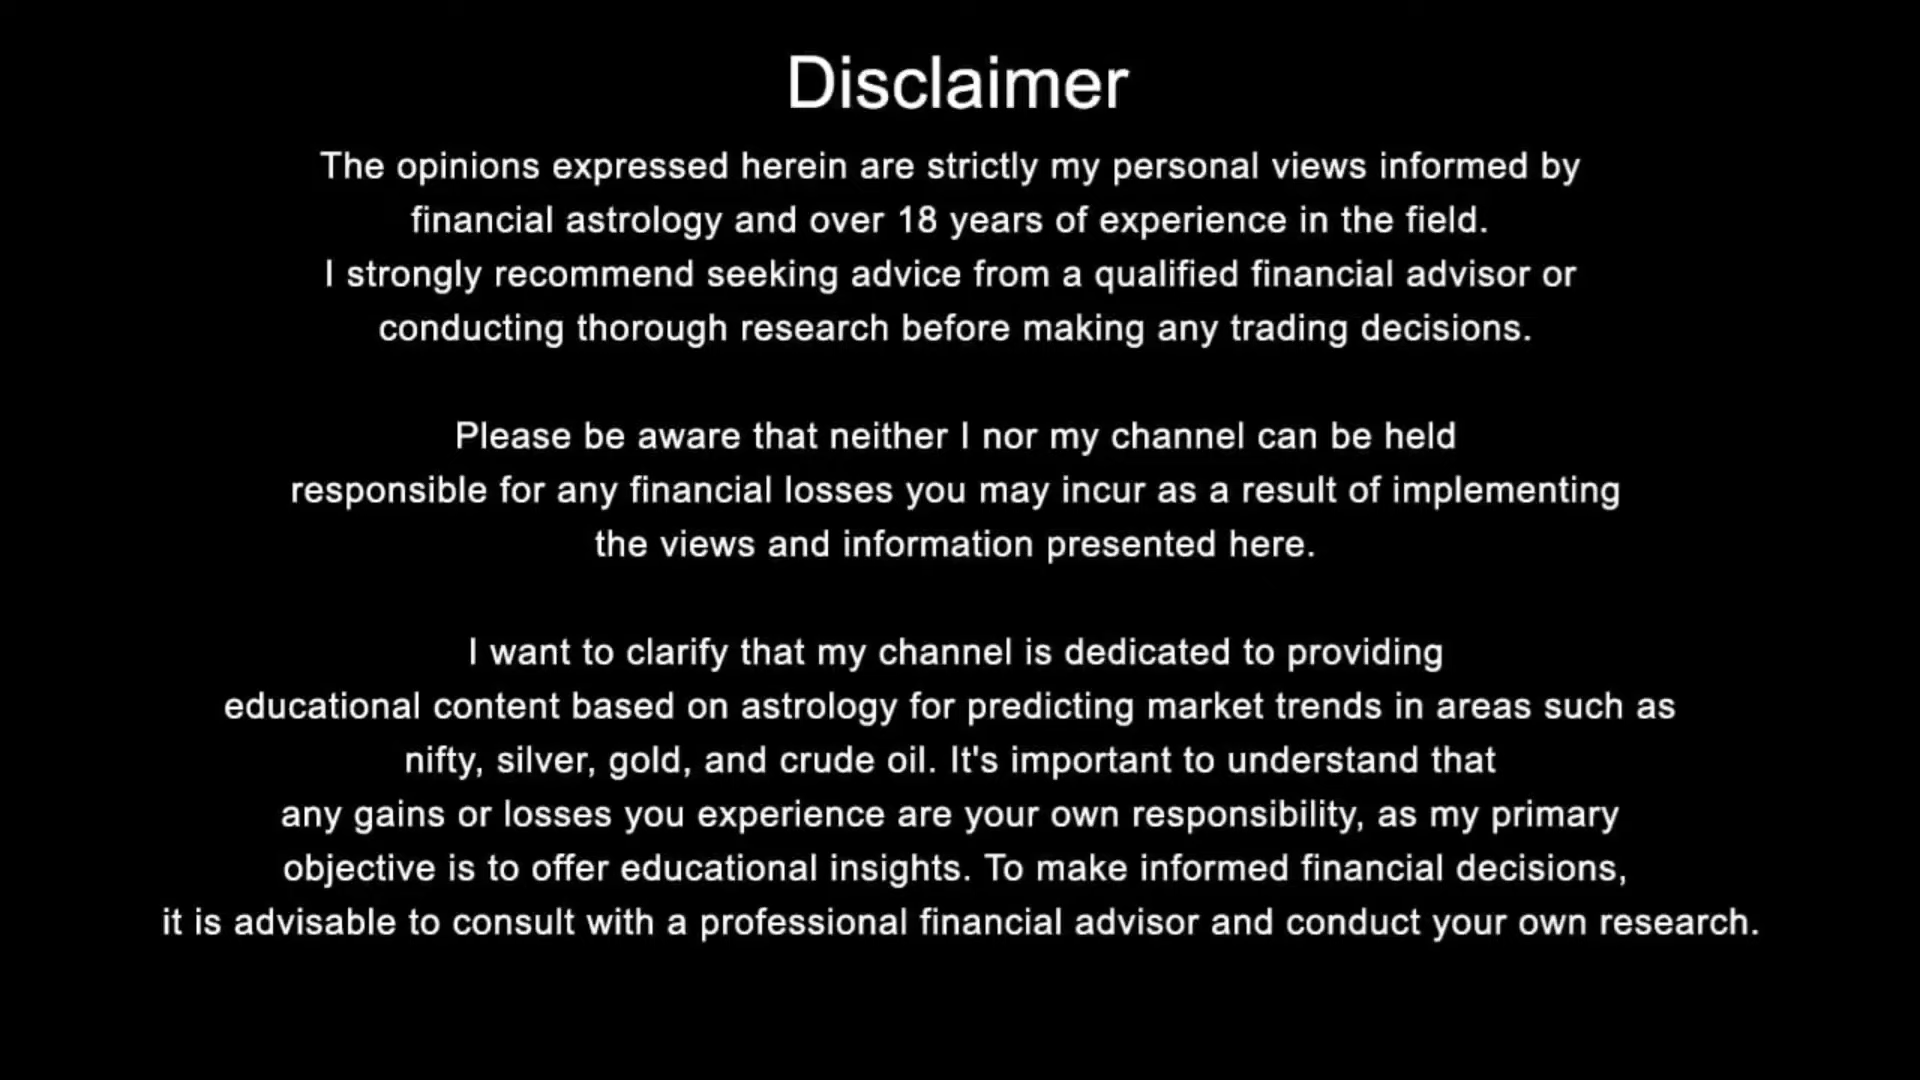 Disclaimer
The opinions expressed herein are strictly my personal views informed by
financial astrology and over 18 years of experience in the field.
I strongly recommend seeking advice from a qualified financial advisor or
conducting thorough research before making any trading decisions.
Please be aware that neither I nor my channel can be held
responsible for any financial losses you may incur as a result of implementing
the views and information presented here.
I want to clarify that my channel is dedicated to providing
educational content based on astrology for predicting market trends in areas such as
nifty, silver, gold, and crude oil. It's important to understand that
any gains or losses you experience are your own responsibility, as my primary
objective is to offer educational insights. To make informed financial decisions,
it is advisable to consult with a professional financial advisor and conduct your own research.